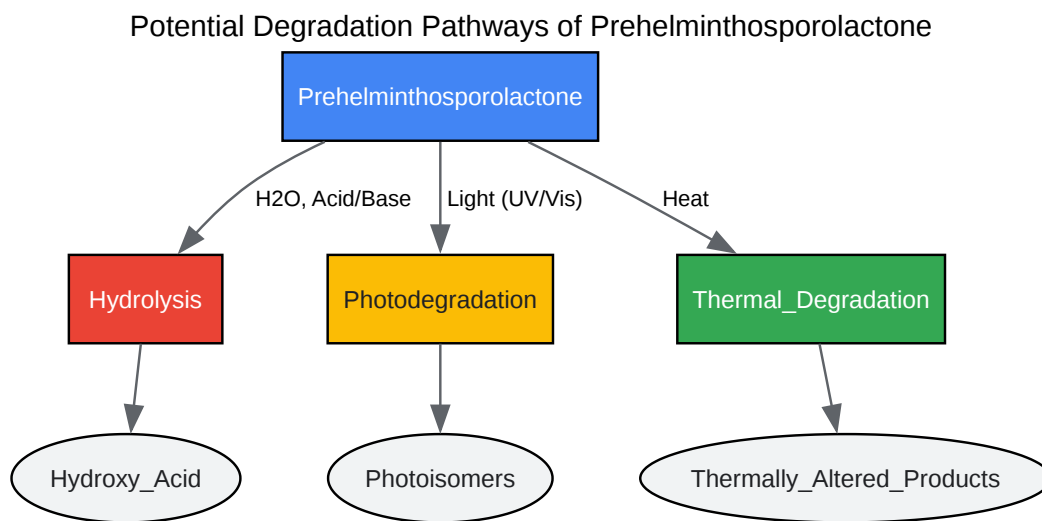 Potential Degradation Pathways of Prehelminthosporolactone
Prehelminthosporolactone
H2O, Acid/Base
Light (UV/Vis)
Heat
Hydrolysis
Photodegradation
Thermal_Degradation
Hydroxy_Acid
Photoisomers
Thermally_Altered_Products